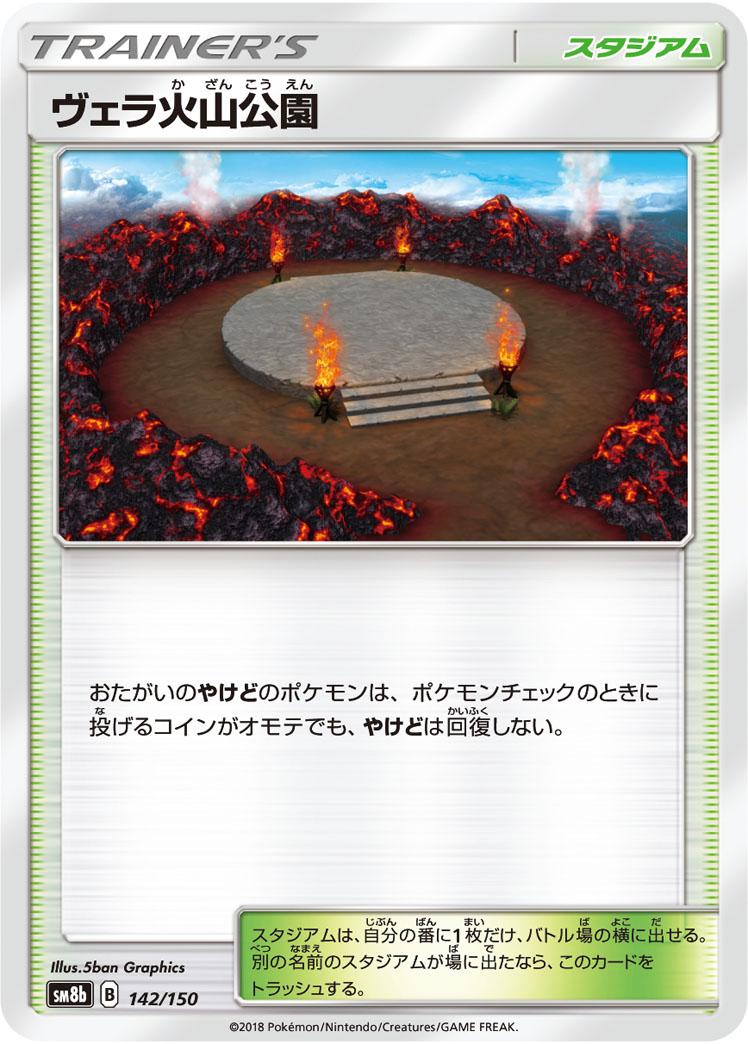 TRAINER'S
スタジアム
ヴェラ火山公園
かざんこうえん
おたがいのやけどのポケモンは、ポケモンチェックのときに
投げるコインがオモテでも、やけどは回復しない。
な
かいふく
スタジアムは、自分の番に1枚だけ、バトル場の横に出せる。
じぶん ばん まい ば よこ だ
別の名前のスタジアムが場に出たなら、このカードを
べつ なまえ ば で
トラッシュする。
Illus.5ban Graphics
SM8b B 142/150
©2018 Pokémon/Nintendo/Creatures/GAME FREAK.